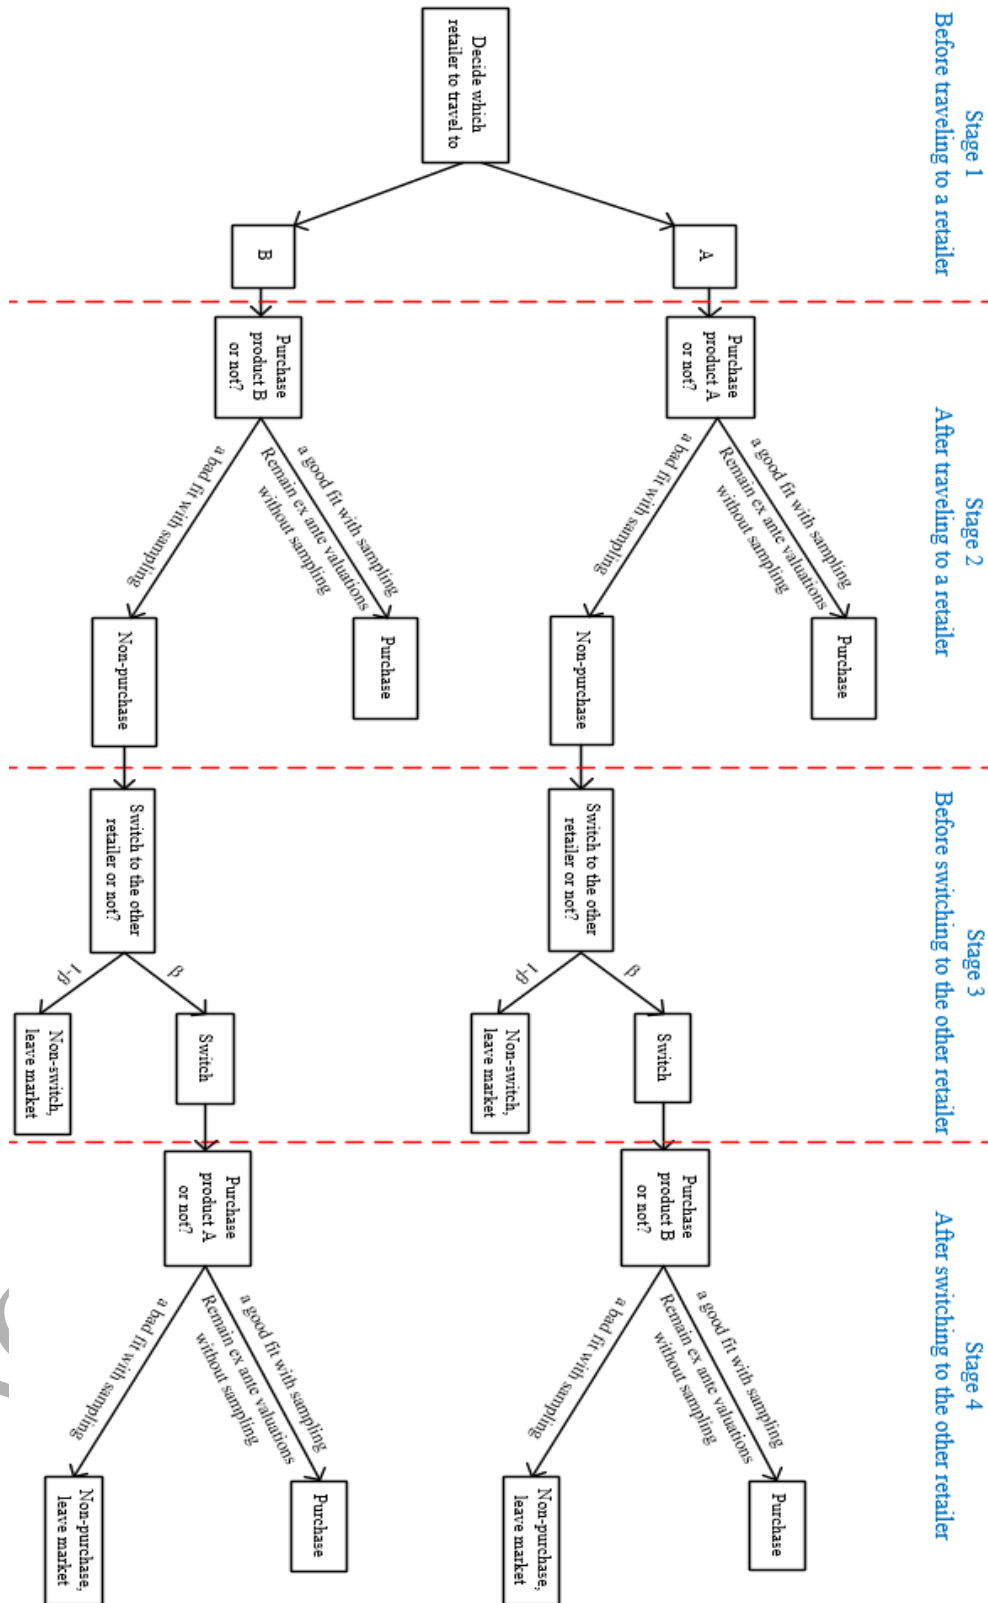 Stage 1
Before traveling to a retailer
Stage 2
After traveling to a retailer
Stage 3
Before switching to the other retailer
Stage 4
After switching to the other retailer
Decide which
retailer to travel to
A
Purchase
product A
or not?
a good fit with sampling
Remain ex ante valuations
without sampling
a bad fit with sampling
Purchase
Non-purchase
Switch to the other
retailer or not?
β
1-β
Switch
Non-switch,
leave market
Purchase
product B
or not?
a good fit with sampling
Remain ex ante valuations
without sampling
a bad fit with sampling
Purchase
Non-purchase,
leave market
B
Purchase
product B
or not?
a good fit with sampling
Remain ex ante valuations
without sampling
a bad fit with sampling
Purchase
Non-purchase
Switch to the other
retailer or not?
β
1-β
Switch
Non-switch,
leave market
Purchase
product A
or not?
a good fit with sampling
Remain ex ante valuations
without sampling
a bad fit with sampling
Purchase
Non-purchase,
leave market